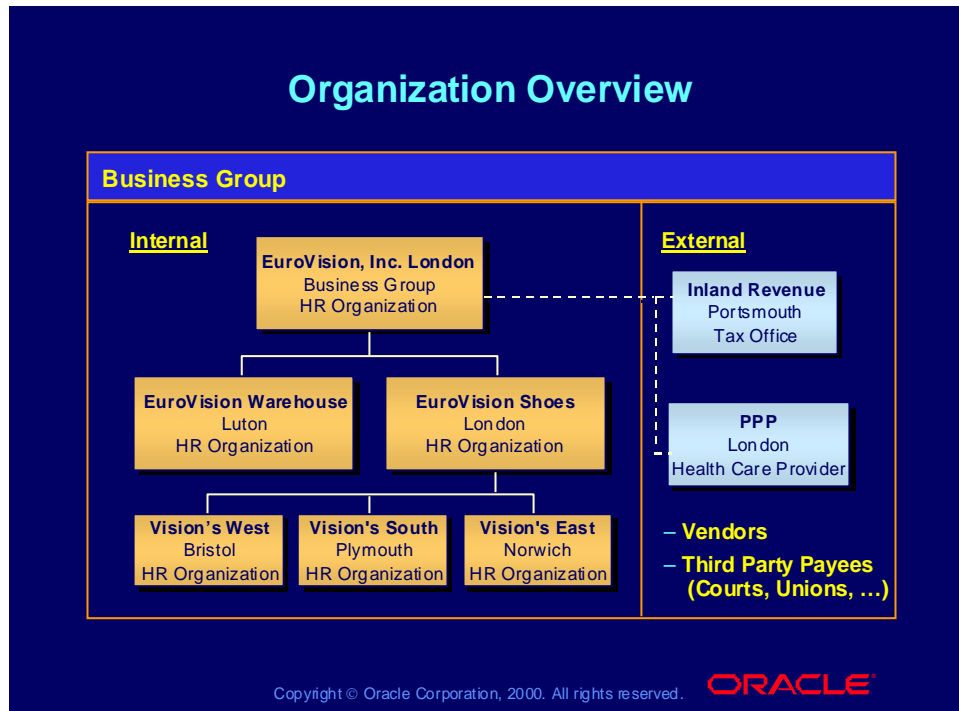 Organization Overview
Business Group
Internal
EuroVision, Inc. London
Business Group
HR Organization
EuroVision Warehouse
Luton
HR Organization
EuroVision Shoes
London
HR Organization
Vision’s West
Bristol
HR Organization
Vision's South
Plymouth
HR Organization
Vision's East
Norwich
HR Organization
External
Inland Revenue
Portsmouth
Tax Office
PPP
London
Health Care Provider
– Vendors
– Third Party Payees
(Courts, Unions, …)
Copyright © Oracle Corporation, 2000. All rights reserved.
ORACLE®